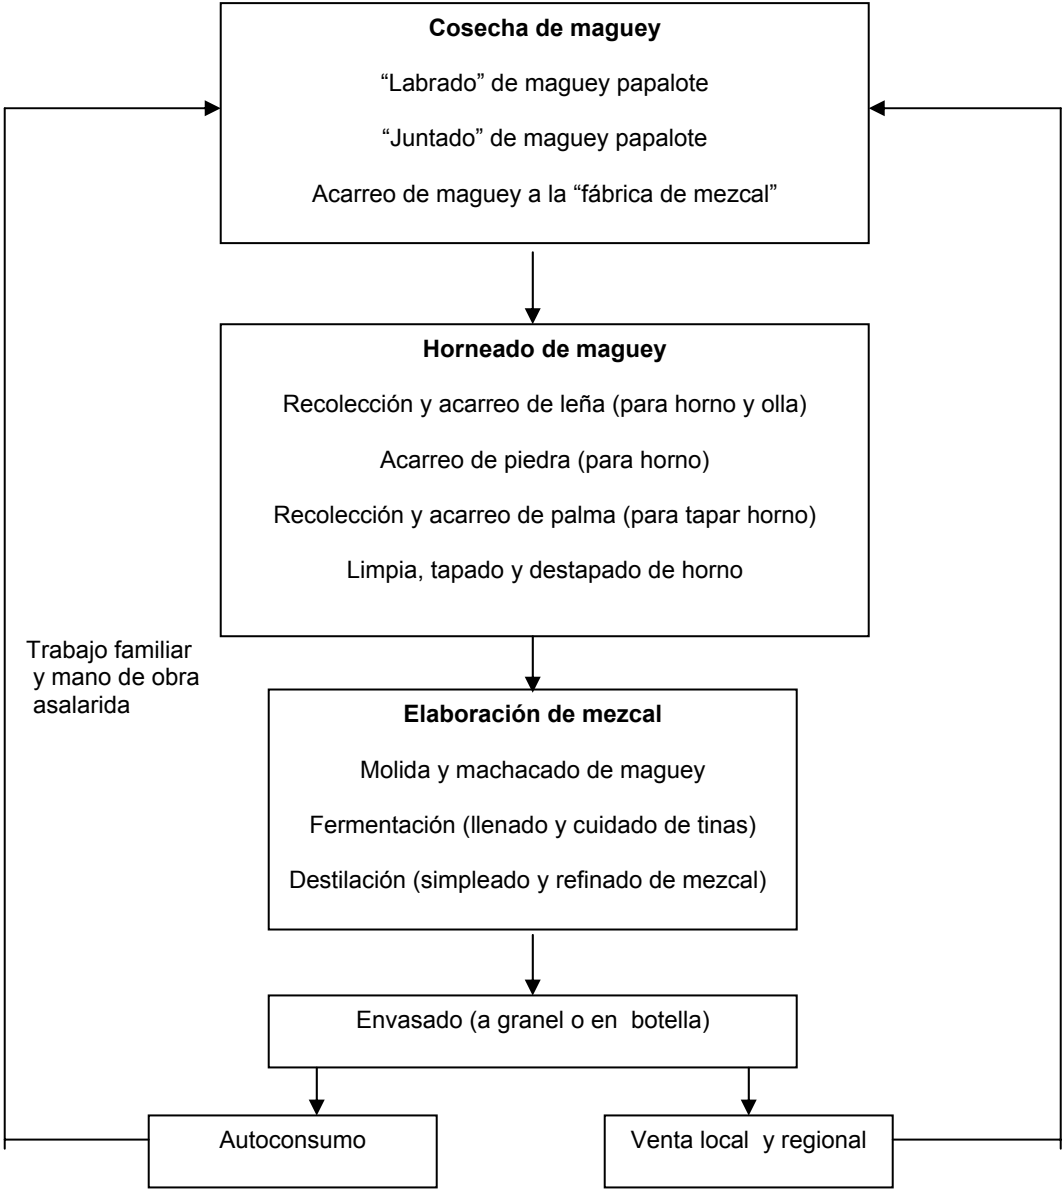 Cosecha de maguey
“Labrado” de maguey papalote
“Juntado” de maguey papalote
Acarreo de maguey a la “fábrica de mezcal”
Horneado de maguey
Recolección y acarreo de leña (para horno y olla)
Acarreo de piedra (para horno)
Recolección y acarreo de palma (para tapar horno)
Limpia, tapado y destapado de horno
Trabajo familiar
y mano de obra
asalarida
Elaboración de mezcal
Molida y machacado de maguey
Fermentación (llenado y cuidado de tinas)
Destilación (simpleado y refinado de mezcal)
Envasado (a granel o en botella)
Autoconsumo
Venta local y regional